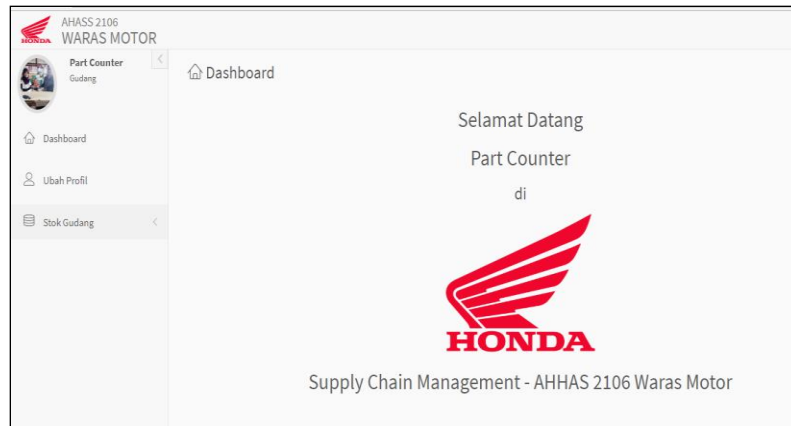 AHASS 2106
HONDA
WARAS MOTOR
Part Counter
Gudang
Dashboard
Ubah Profil
Stok Gudang
Dashboard
Selamat Datang
Part Counter
di
HONDA
Supply Chain Management - AHHAS 2106 Waras Motor